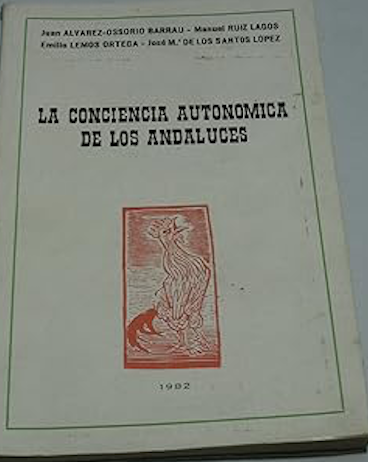 Juan ALVAREZ-OSSORIO BARRAU - Manuel RUIZ LAGOS
Emilio LEMOS ORTEGA - José M.ª DE LOS SANTOS LOPEZ
LA CONCIENCIA AUTONOMICA
DE LOS ANDALUCES
1982